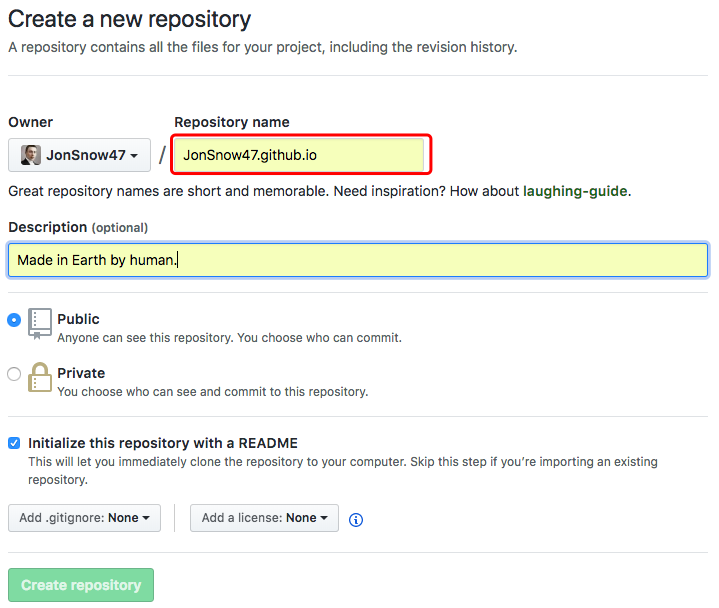 Create a new repository
A repository contains all the files for your project, including the revision history.
Owner
Repository name
JonSnow47
/
JonSnow47.github.io
Great repository names are short and memorable. Need inspiration? How about laughing-guide.
Description (optional)
Made in Earth by human.
Public
Anyone can see this repository. You choose who can commit.
Private
You choose who can see and commit to this repository.
Initialize this repository with a README
This will let you immediately clone the repository to your computer. Skip this step if you’re importing an existing
repository.
Add .gitignore: None
Add a license: None
Create repository